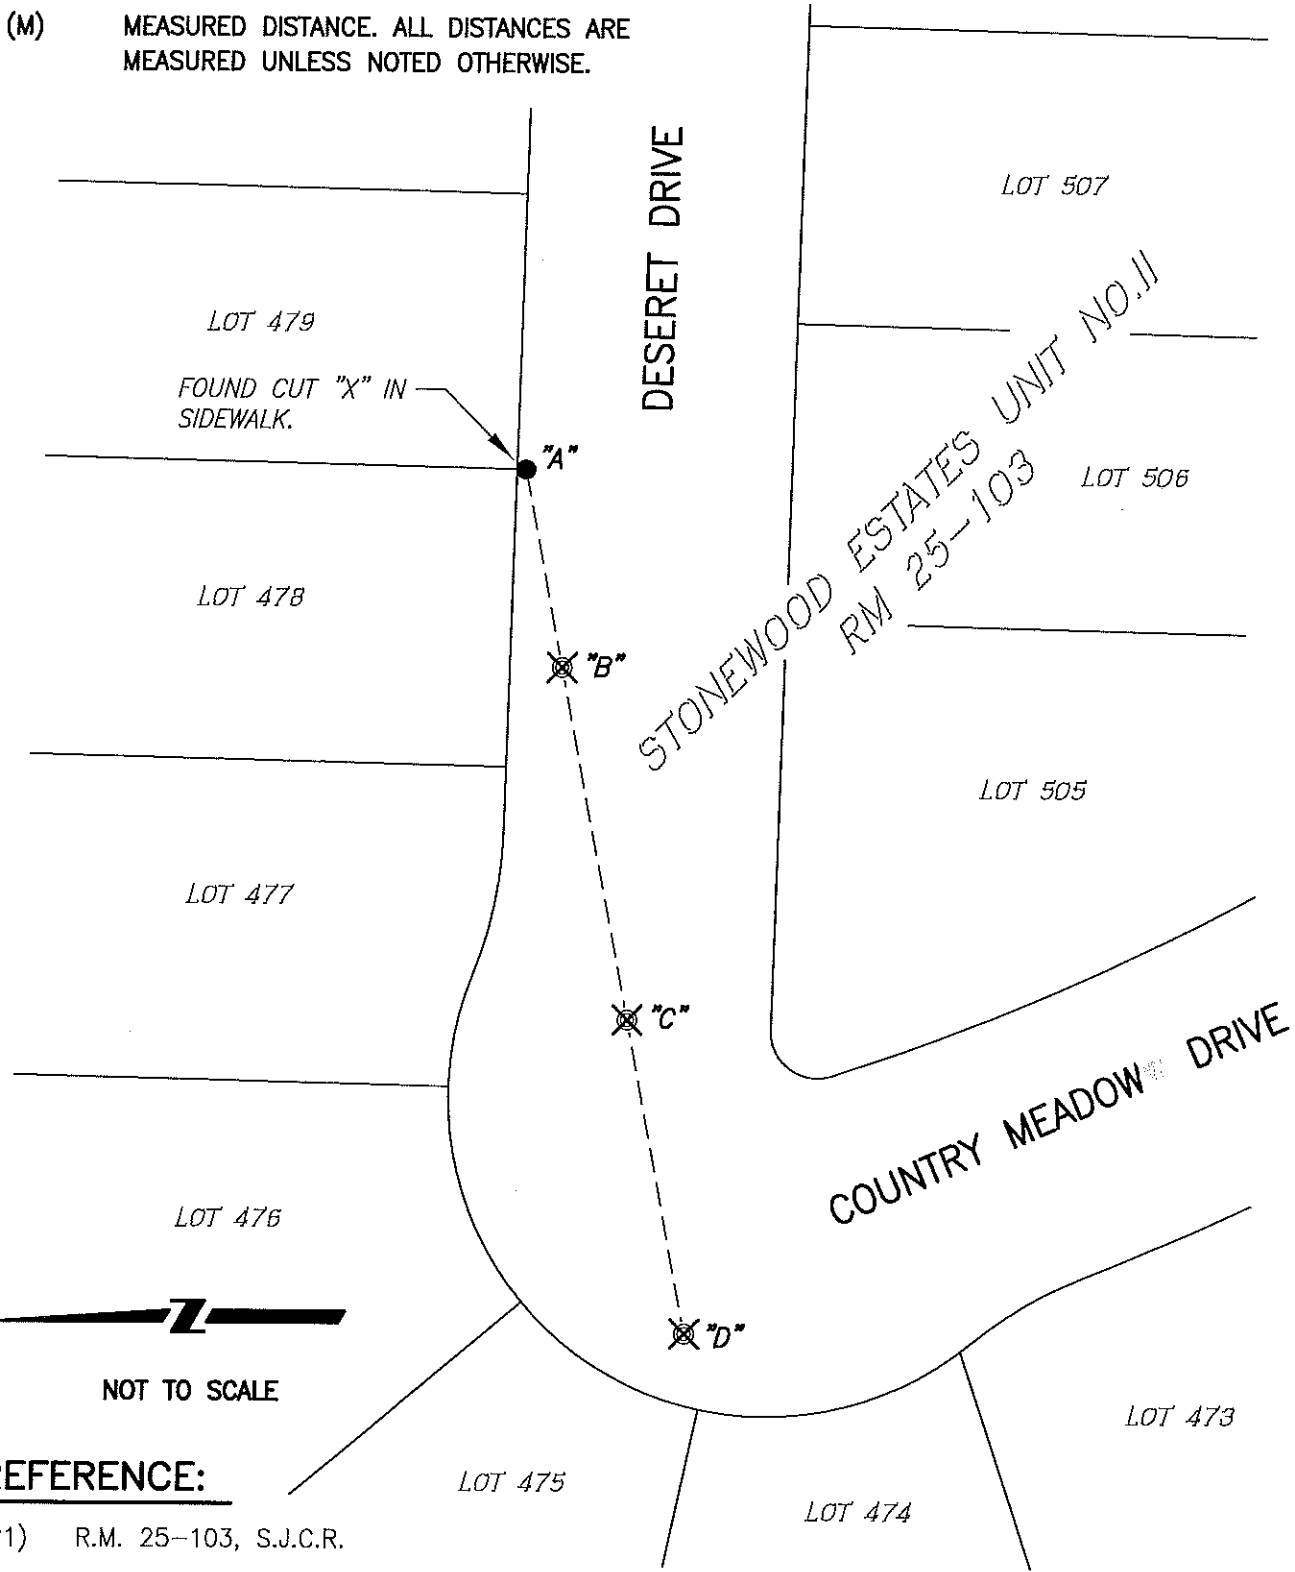 (M) MEASURED DISTANCE. ALL DISTANCES ARE
MEASURED UNLESS NOTED OTHERWISE.
DESERET DRIVE
LOT 507
LOT 479
FOUND CUT "X" IN
SIDEWALK.
"A"
STONEWOOD ESTATES UNIT NO.11
RM 25-103
LOT 506
LOT 478
"B"
LOT 505
LOT 477
"C"
COUNTRY MEADOW DRIVE
LOT 476
Z
"D"
NOT TO SCALE
LOT 473
EFERENCE:
LOT 475
LOT 474
1) R.M. 25-103, S.J.C.R.